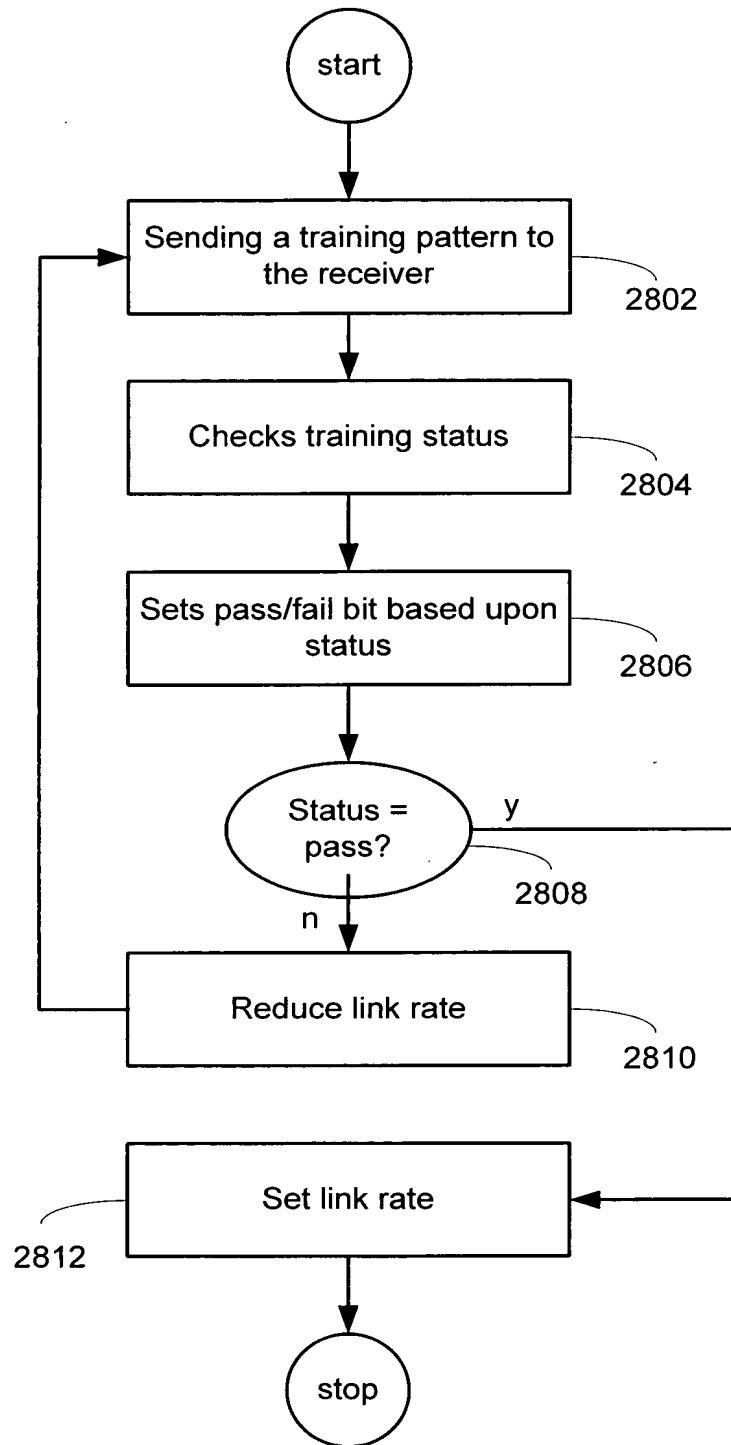 start
Sending a training pattern to
the receiver
2802
Checks training status
2804
Sets pass/fail bit based upon
status
2806
Status =
pass?
y
2808
n
Reduce link rate
2810
Set link rate
2812
stop